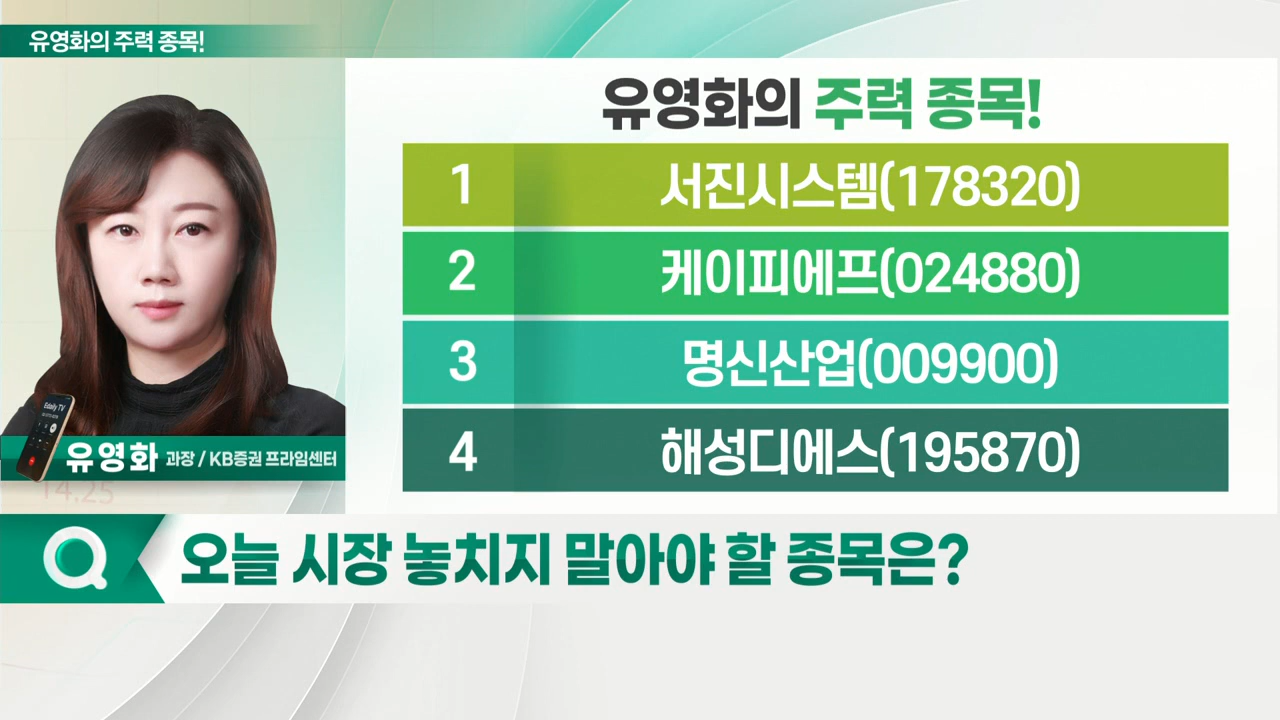 유영화의 주력 종목!
유영화의 주력 종목!
1 서진시스템(178320)
2 케이피에프(024880)
3 명신산업(009900)
4 해성디에스(195870)
Edaily TV
유영화 과장 / KB증권 프라임센터
14.25
오늘 시장 놓치지 말아야 할 종목은?